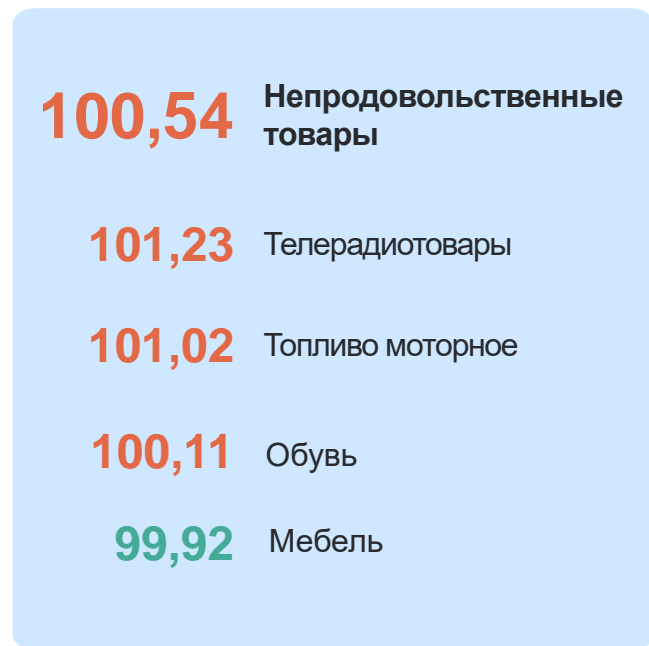 100,54 Непродовольственные
товары
101,23 Телерадиотовары
101,02 Топливо моторное
100,11 Обувь
99,92 Мебель